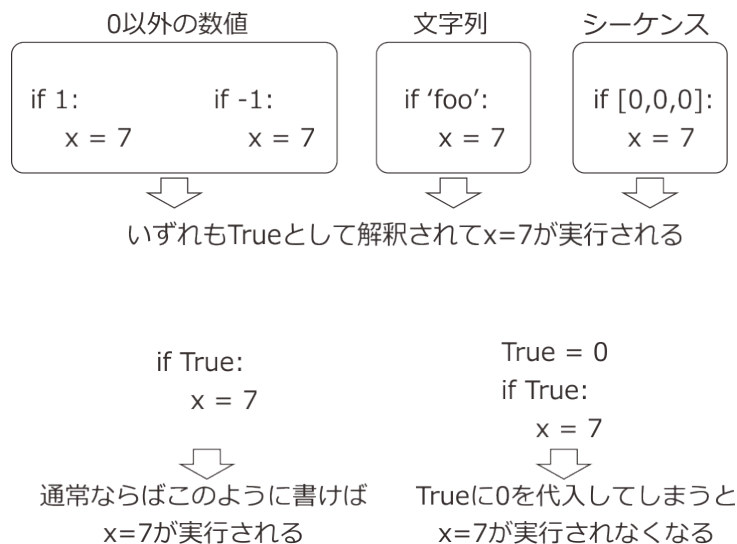 0以外の数値
文字列
シーケンス
if 1:
x = 7
if -1:
x = 7
if ‘foo’:
x = 7
if [0,0,0]:
x = 7
いずれもTrueとして解釈されてx=7が実行される
if True:
x = 7
通常ならばこのように書けば
x=7が実行される
True = 0
if True:
x = 7
Trueに0を代入してしまうと
x=7が実行されなくなる